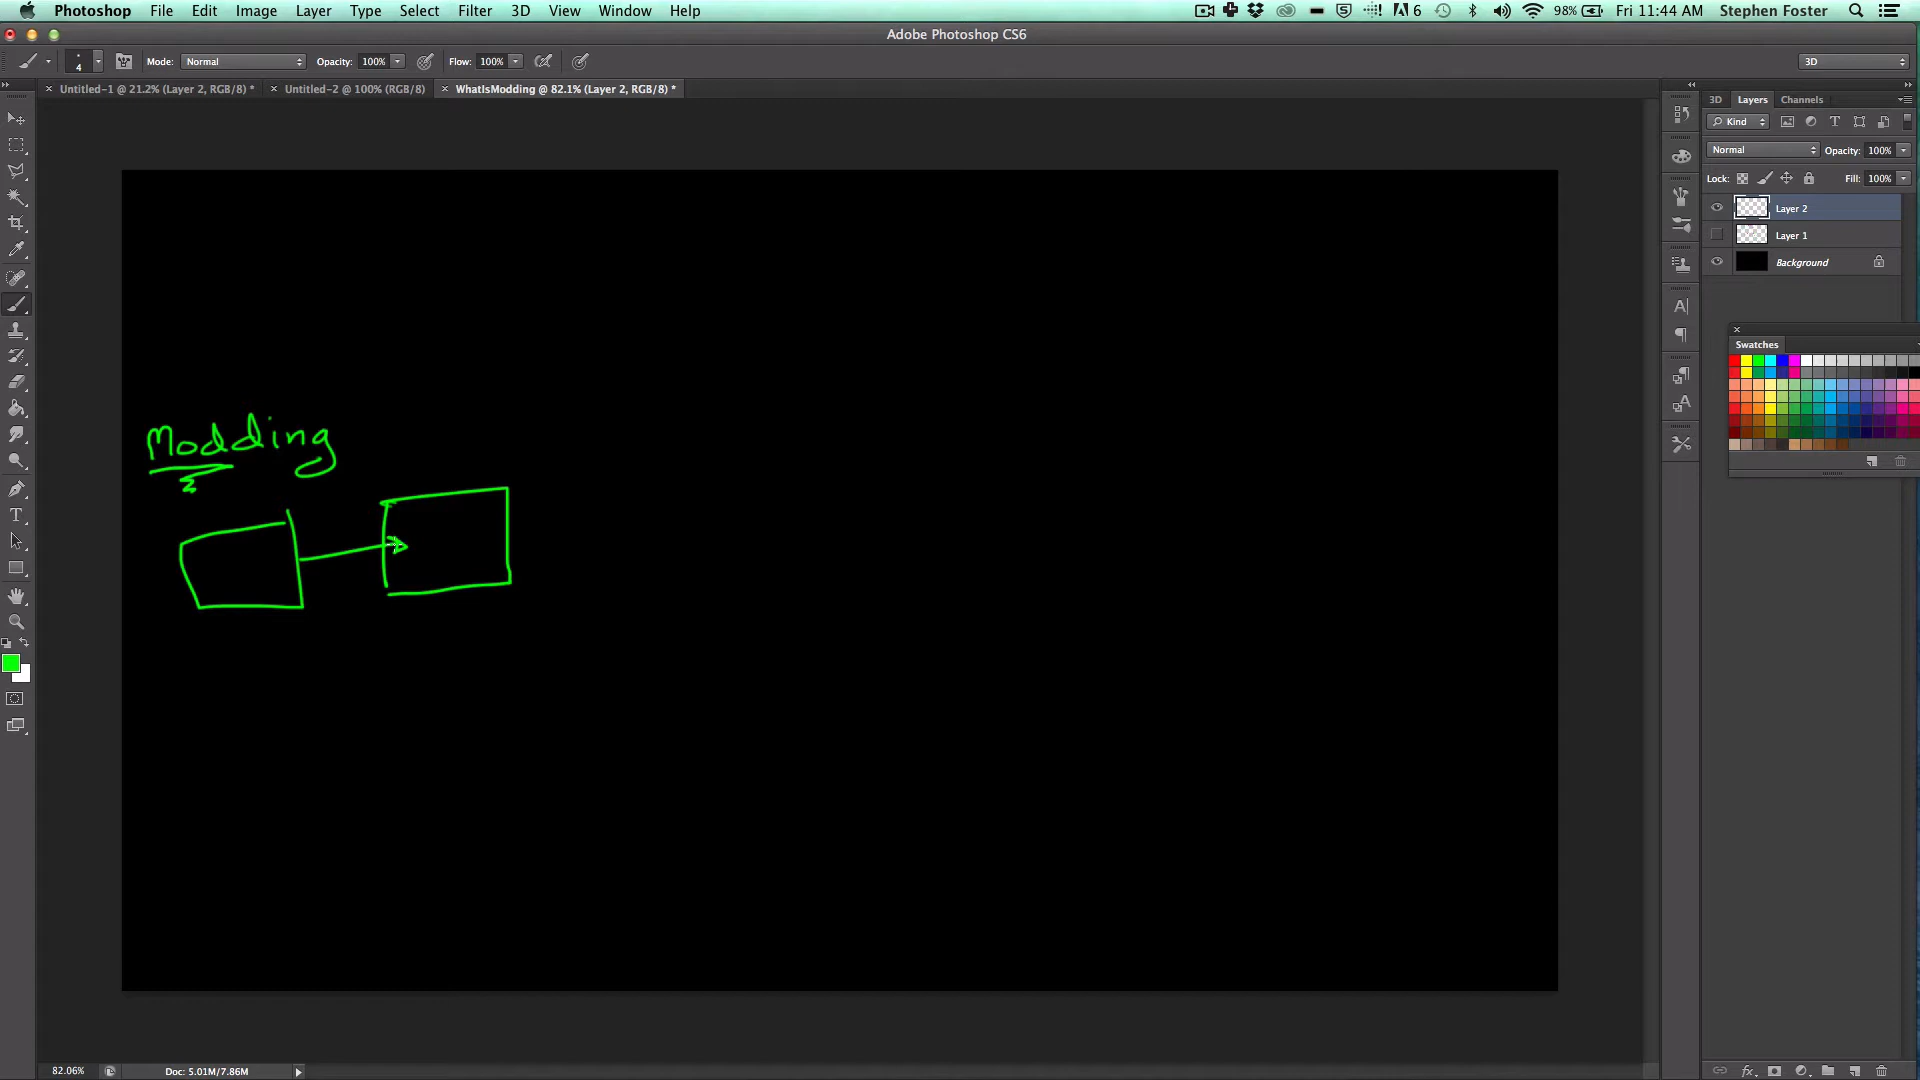 Photoshop File Edit Image Layer Type Select Filter 3D View Window Help 6 98% Fri 11:44 AM Stephen Foster
Adobe Photoshop CS6
4 Mode: Normal Opacity: 100% Flow: 100% 3D
Untitled-1 @ 21.2% (Layer 2, RGB/8) * Untitled-2 @ 100% (RGB/8) WhatIsModding @ 82.1% (Layer 2, RGB/8) *
3D Layers Channels
Kind
Normal Opacity: 100%
Lock: Fill: 100%
Layer 2
Layer 1
Background
Swatches
Modding
82.06% Doc: 5.01M/7.86M